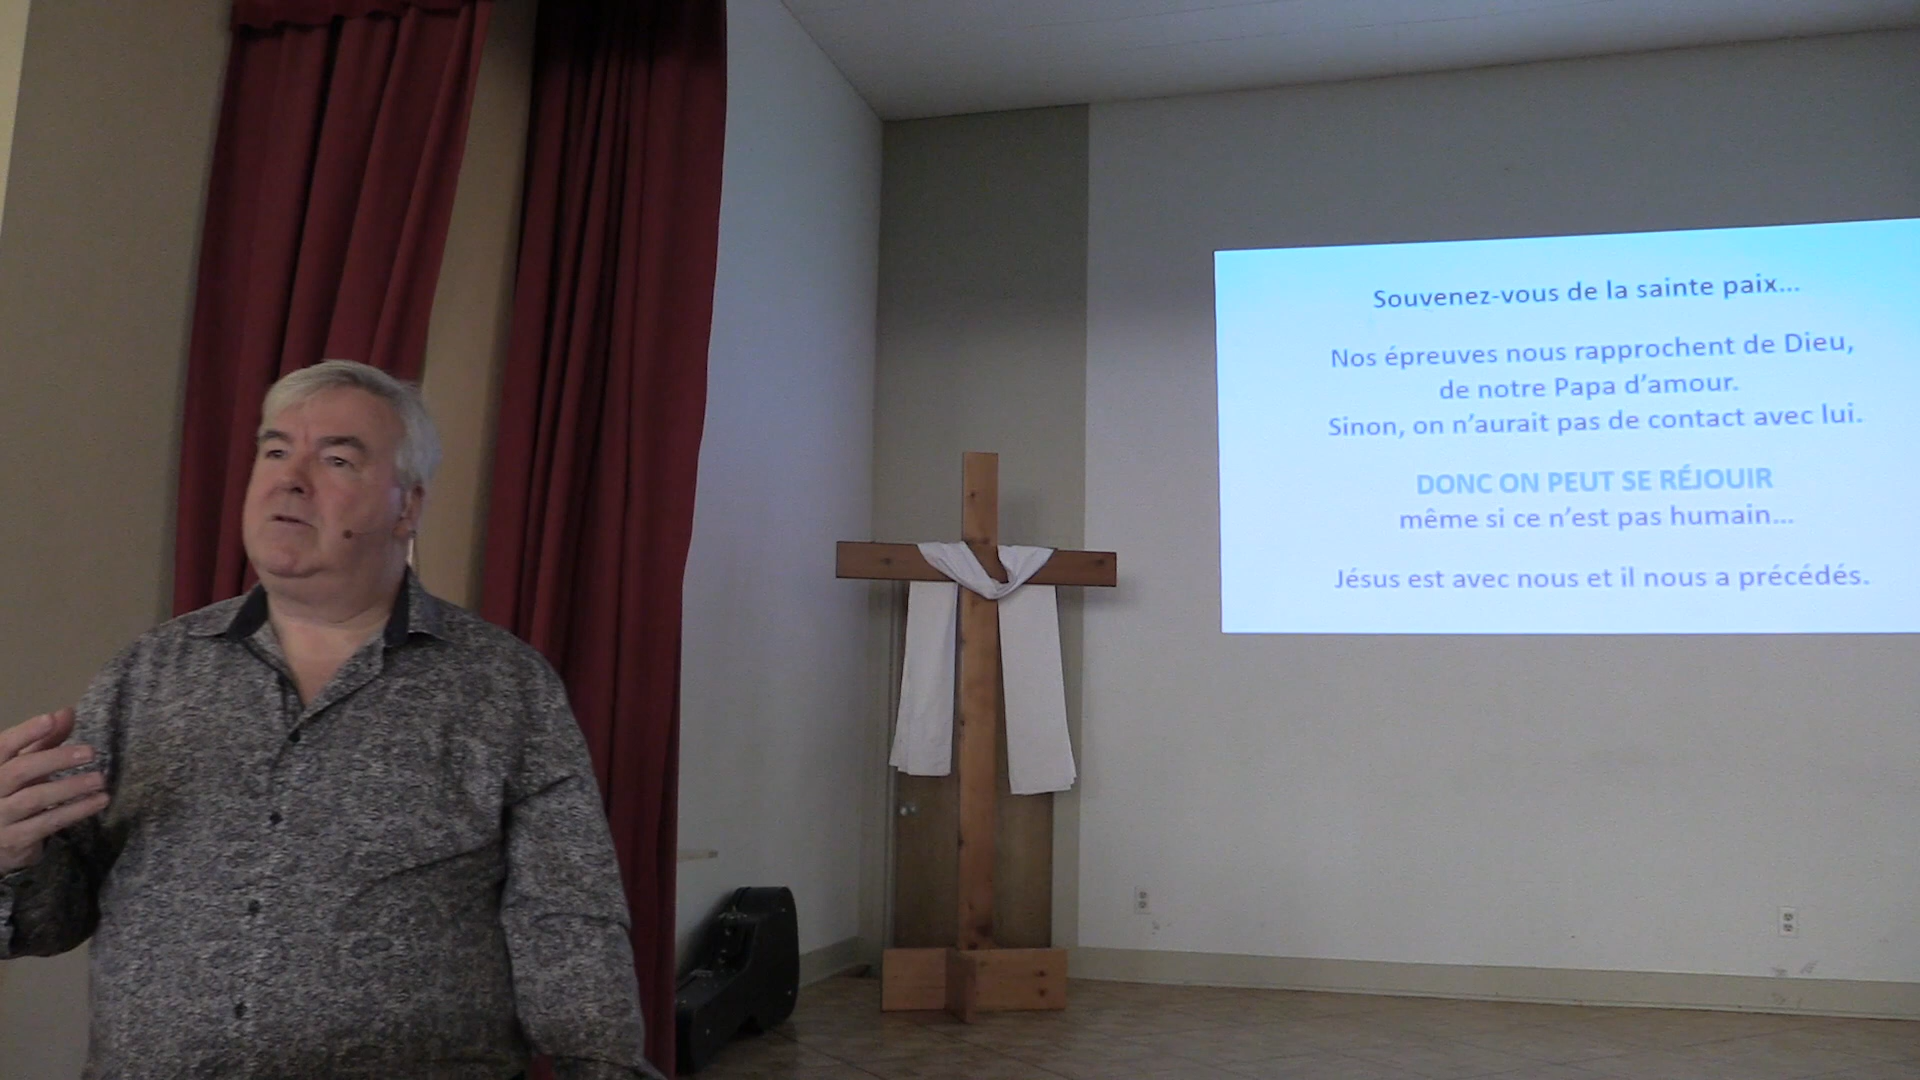 Souvenez-vous de la sainte paix...
Nos épreuves nous rapprochent de Dieu,
de notre Papa d'amour.
Sinon, on n'aurait pas de contact avec lui.
DONC ON PEUT SE RÉJOUIR
même si ce n'est pas humain...
Jésus est avec nous et il nous a précédés.